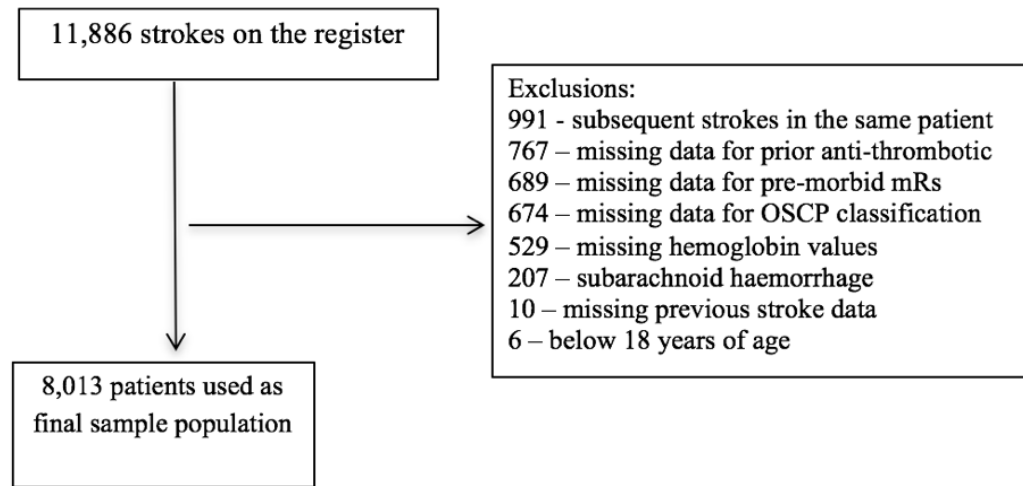 11,886 strokes on the register
Exclusions:
991 - subsequent strokes in the same patient
767 – missing data for prior anti-thrombotic
689 – missing data for pre-morbid mRs
674 – missing data for OSCP classification
529 – missing hemoglobin values
207 – subarachnoid haemorrhage
10 – missing previous stroke data
6 – below 18 years of age
8,013 patients used as
final sample population